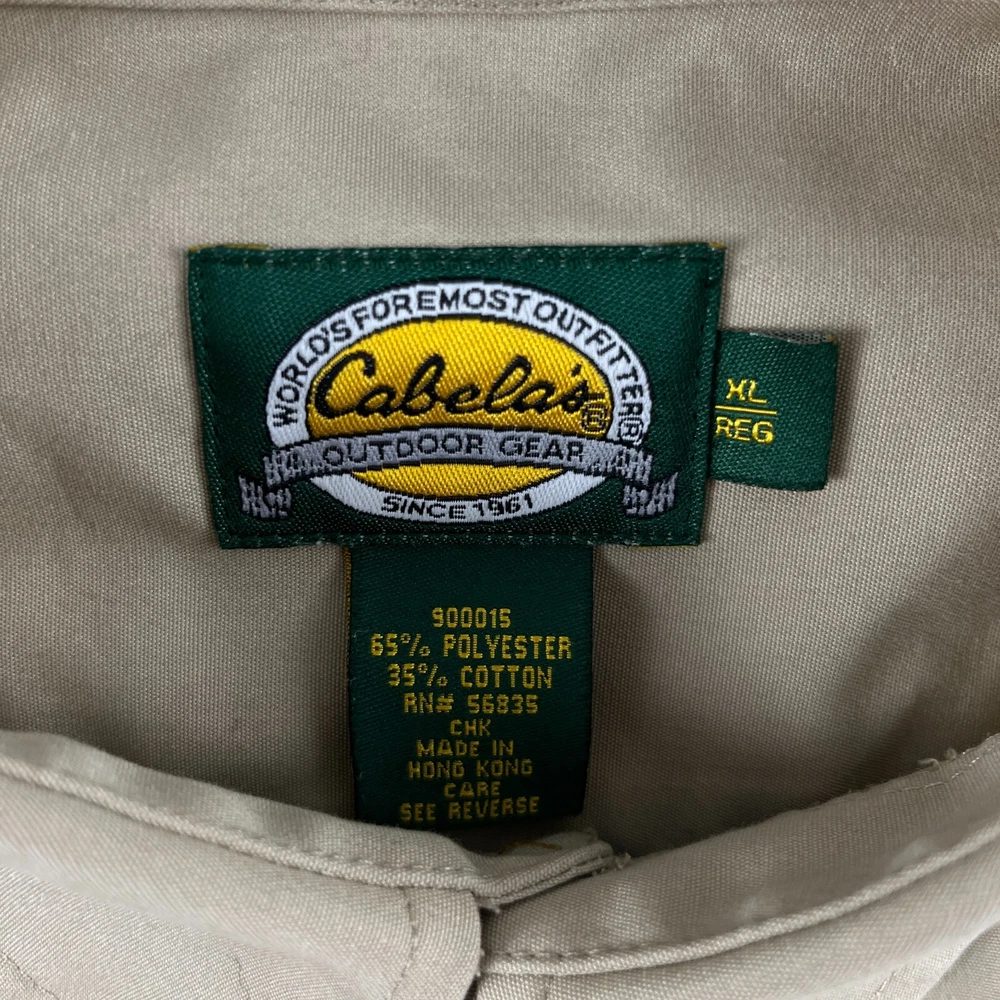 WORLD'S FOREMOST OUTFITTER®
Cabela's®
OUTDOOR GEAR
SINCE 1961
XL
REG
900015
65% POLYESTER
35% COTTON
RN# 56835
CHK
MADE IN
HONG KONG
CARE
SEE REVERSE